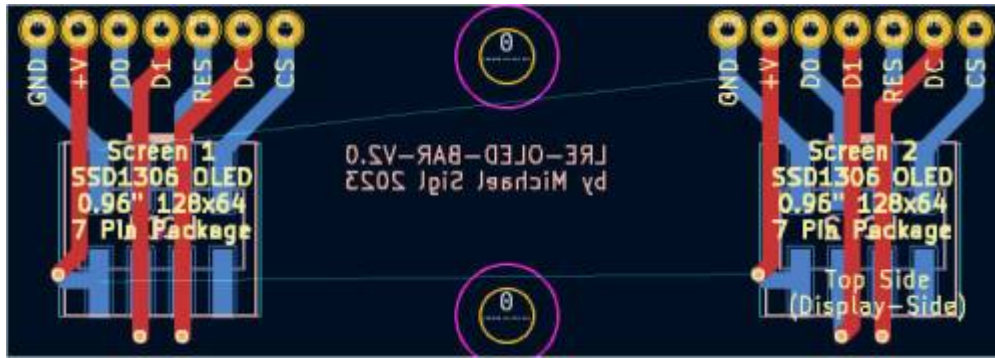 GND +V D0 D1 RES DC CS
GND +V D0 D1 RES DC CS
0
Screen 1
SSD1306 OLED
0.96" 128x64
7 Pin Package
LRE-OLED-BAR-V2.0
by Michael Sigl 2023
Screen 2
SSD1306 OLED
0.96" 128x64
7 Pin Package
Top Side
(Display-Side)
0